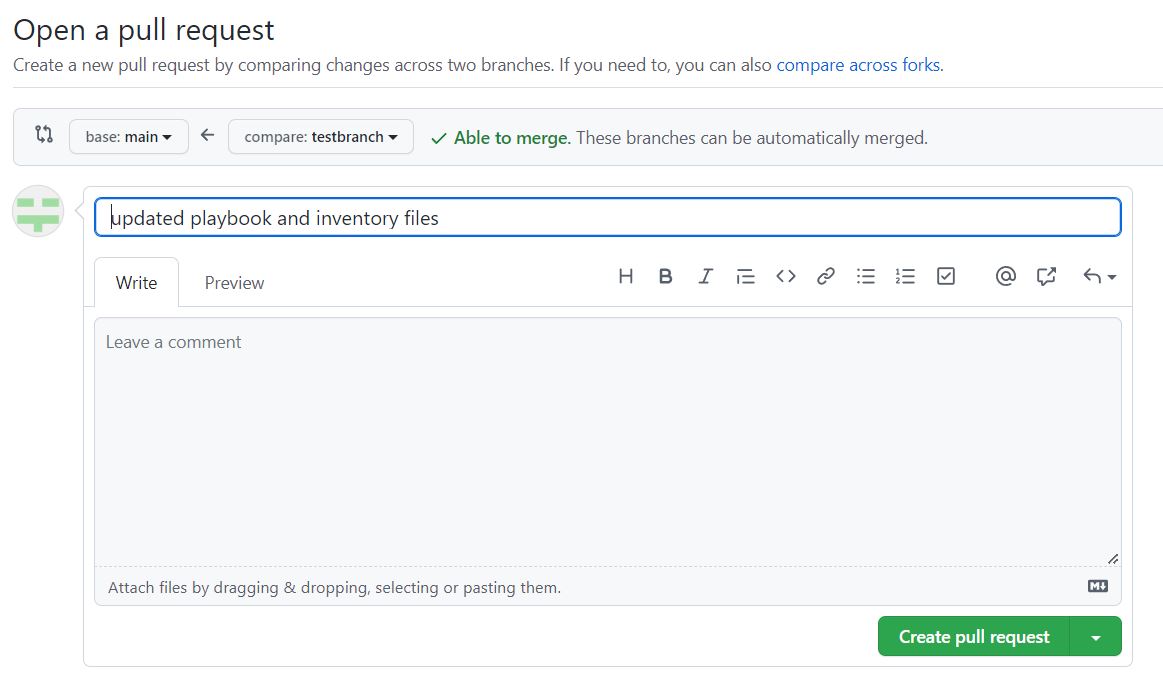 Open a pull request
Create a new pull request by comparing changes across two branches. If you need to, you can also compare across forks.
base: main compare: testbranch Able to merge. These branches can be automatically merged.
updated playbook and inventory files
Write Preview
Leave a comment
Attach files by dragging & dropping, selecting or pasting them.
Create pull request